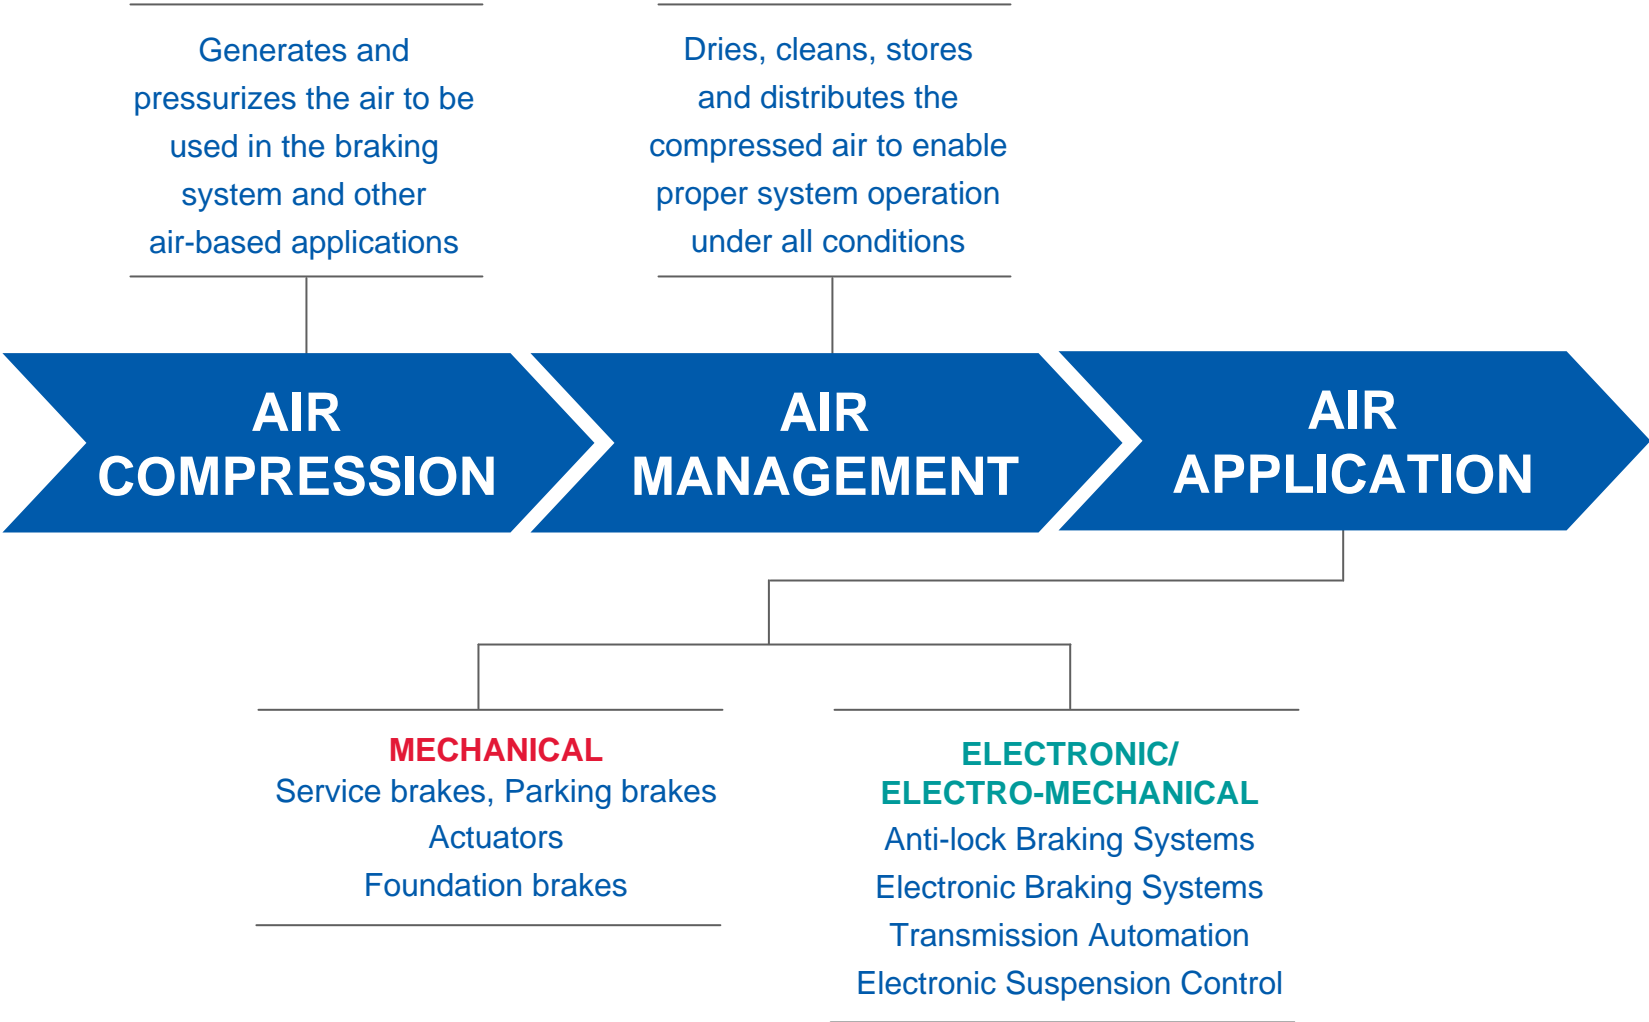 Generates and
pressurizes the air to be
used in the braking
system and other
air-based applications
Dries, cleans, stores
and distributes the
compressed air to enable
proper system operation
under all conditions
AIR
COMPRESSION
AIR
MANAGEMENT
AIR
APPLICATION
MECHANICAL
Service brakes, Parking brakes
Actuators
Foundation brakes
ELECTRONIC/
ELECTRO-MECHANICAL
Anti-lock Braking Systems
Electronic Braking Systems
Transmission Automation
Electronic Suspension Control